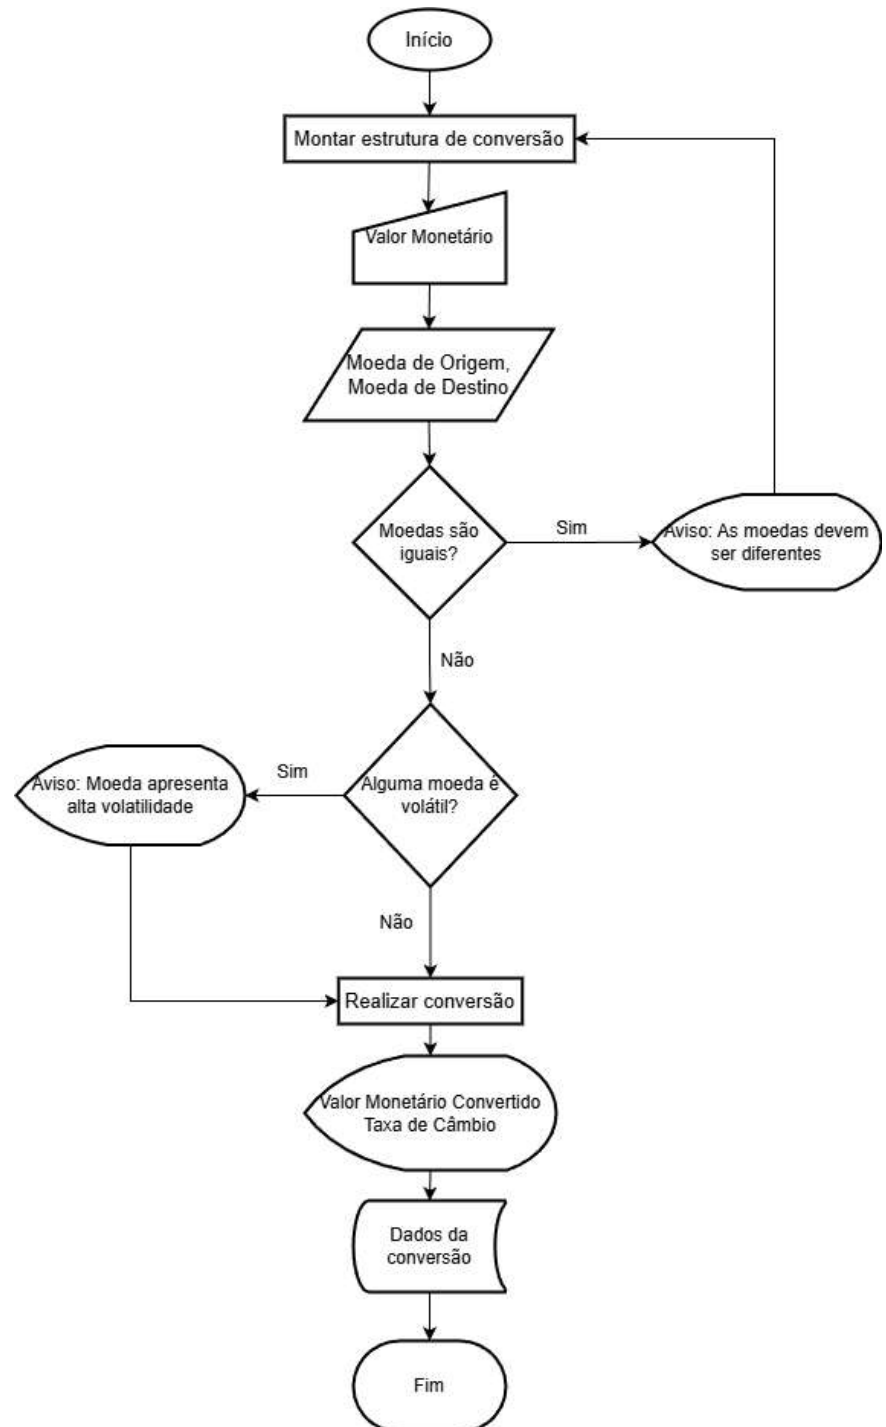 Início
Montar estrutura de conversão
Valor Monetário
Moeda de Origem,
Moeda de Destino
Moedas são
iguais?
Sim
Aviso: As moedas devem
ser diferentes
Não
Alguma moeda é
volátil?
Sim
Aviso: Moeda apresenta
alta volatilidade
Não
Realizar conversão
Valor Monetário Convertido
Taxa de Câmbio
Dados da
conversão
Fim